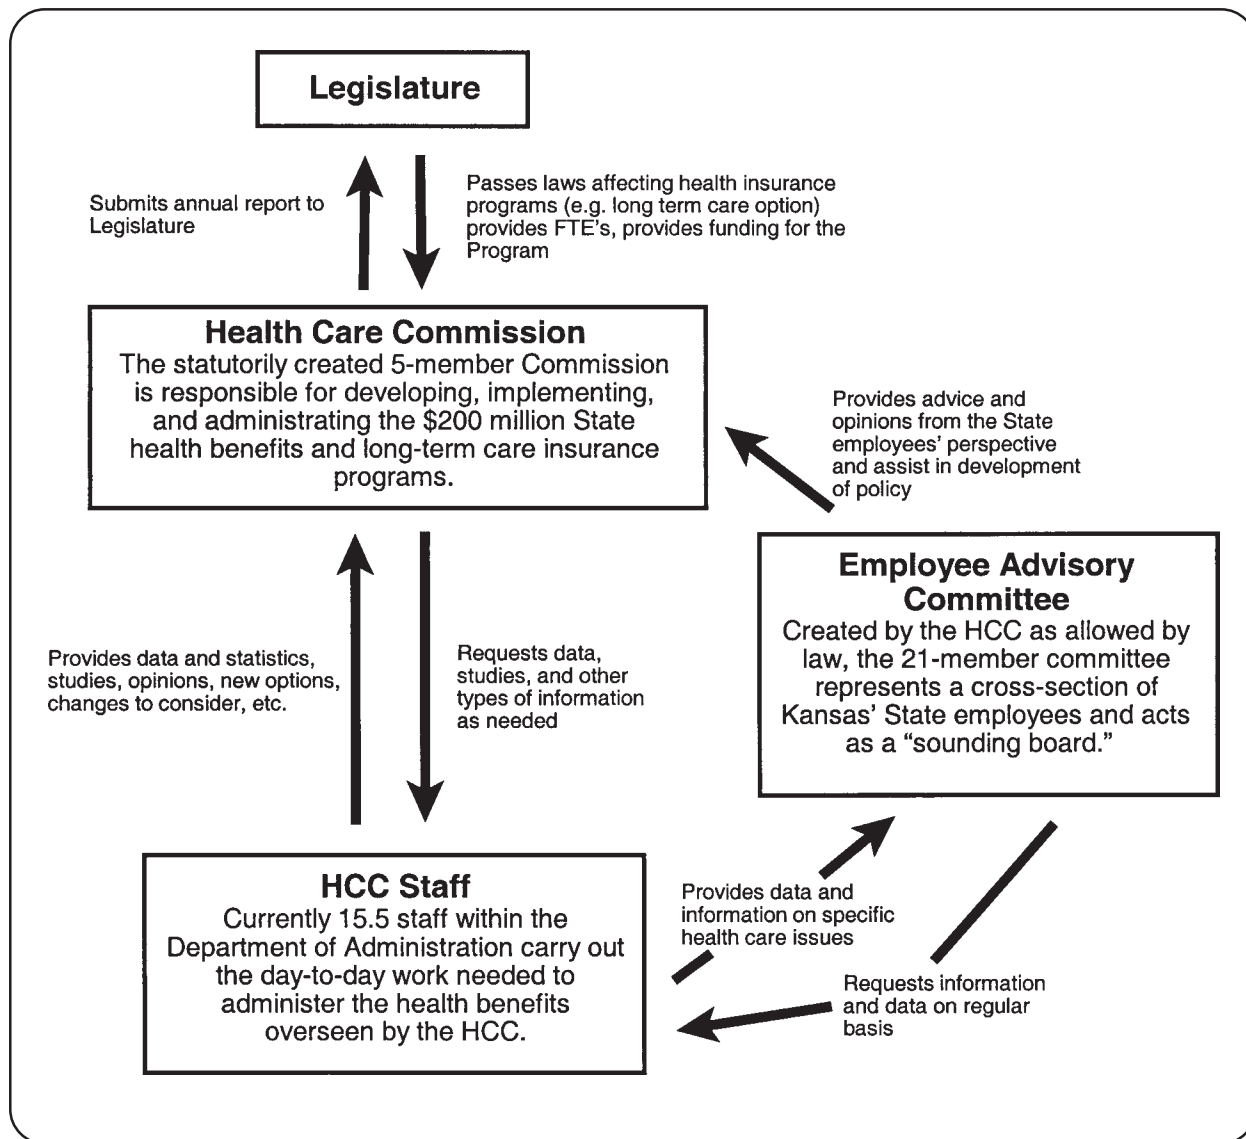 Legislature
Submits annual report to
Legislature
Passes laws affecting health insurance
programs (e.g. long term care option)
provides FTE's, provides funding for the
Program
Health Care Commission
The statutorily created 5-member Commission
is responsible for developing, implementing,
and administrating the $200 million State
health benefits and long-term care insurance
programs.
Provides advice and
opinions from the State
employees' perspective
and assist in development
of policy
Employee Advisory
Committee
Created by the HCC as allowed by
law, the 21-member committee
represents a cross-section of
Kansas' State employees and acts
as a “sounding board.”
Provides data and statistics,
studies, opinions, new options,
changes to consider, etc.
Requests data,
studies, and other
types of information
as needed
HCC Staff
Currently 15.5 staff within the
Department of Administration carry out
the day-to-day work needed to
administer the health benefits
overseen by the HCC.
Provides data and
information on specific
health care issues
Requests information
and data on regular
basis